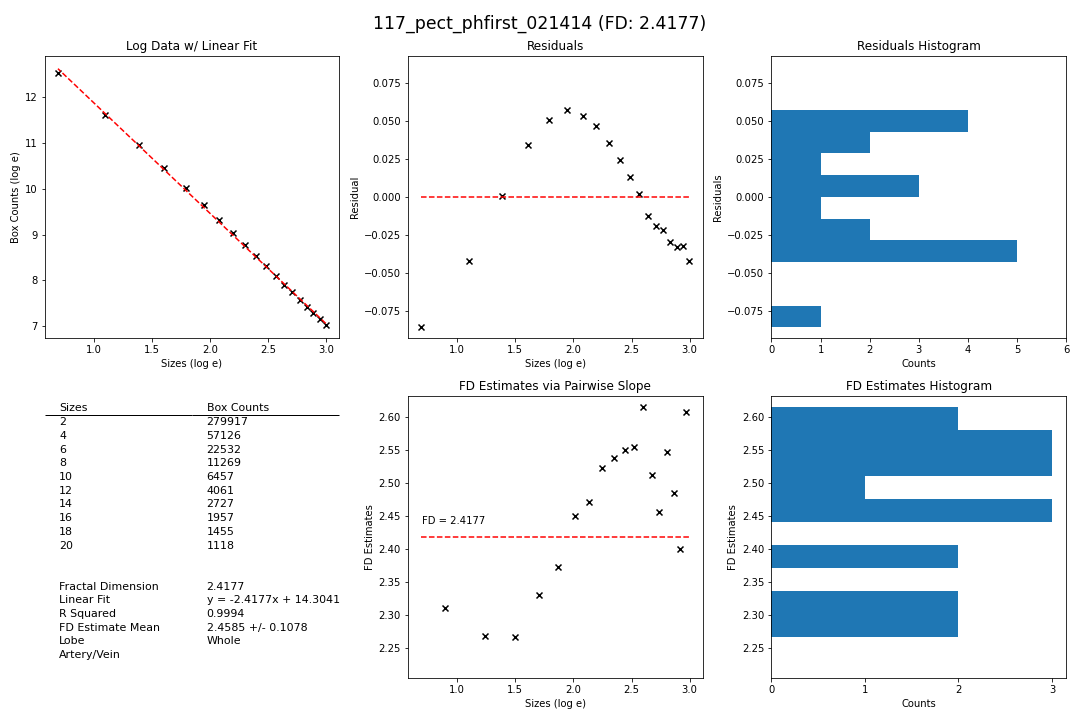 117_pect_phfirst_021414 (FD: 2.4177)
Log Data w/ Linear Fit
Box Counts (log e)
12
11
10
9
8
7
1.0 1.5 2.0 2.5 3.0
Sizes (log e)
Residuals
Residual
0.075
0.050
0.025
0.000
−0.025
−0.050
−0.075
1.0 1.5 2.0 2.5 3.0
Sizes (log e)
Residuals Histogram
Residuals
0.075
0.050
0.025
0.000
−0.025
−0.050
−0.075
0 1 2 3 4 5 6
Counts
Sizes Box Counts
2 279917
4 57126
6 22532
8 11269
10 6457
12 4061
14 2727
16 1957
18 1455
20 1118
Fractal Dimension 2.4177
Linear Fit y = -2.4177x + 14.3041
R Squared 0.9994
FD Estimate Mean 2.4585 +/- 0.1078
Lobe Whole
Artery/Vein
FD Estimates via Pairwise Slope
FD Estimates
2.60
2.55
2.50
2.45
2.40
2.35
2.30
2.25
FD = 2.4177
1.0 1.5 2.0 2.5 3.0
Sizes (log e)
FD Estimates Histogram
FD Estimates
2.60
2.55
2.50
2.45
2.40
2.35
2.30
2.25
0 1 2 3
Counts